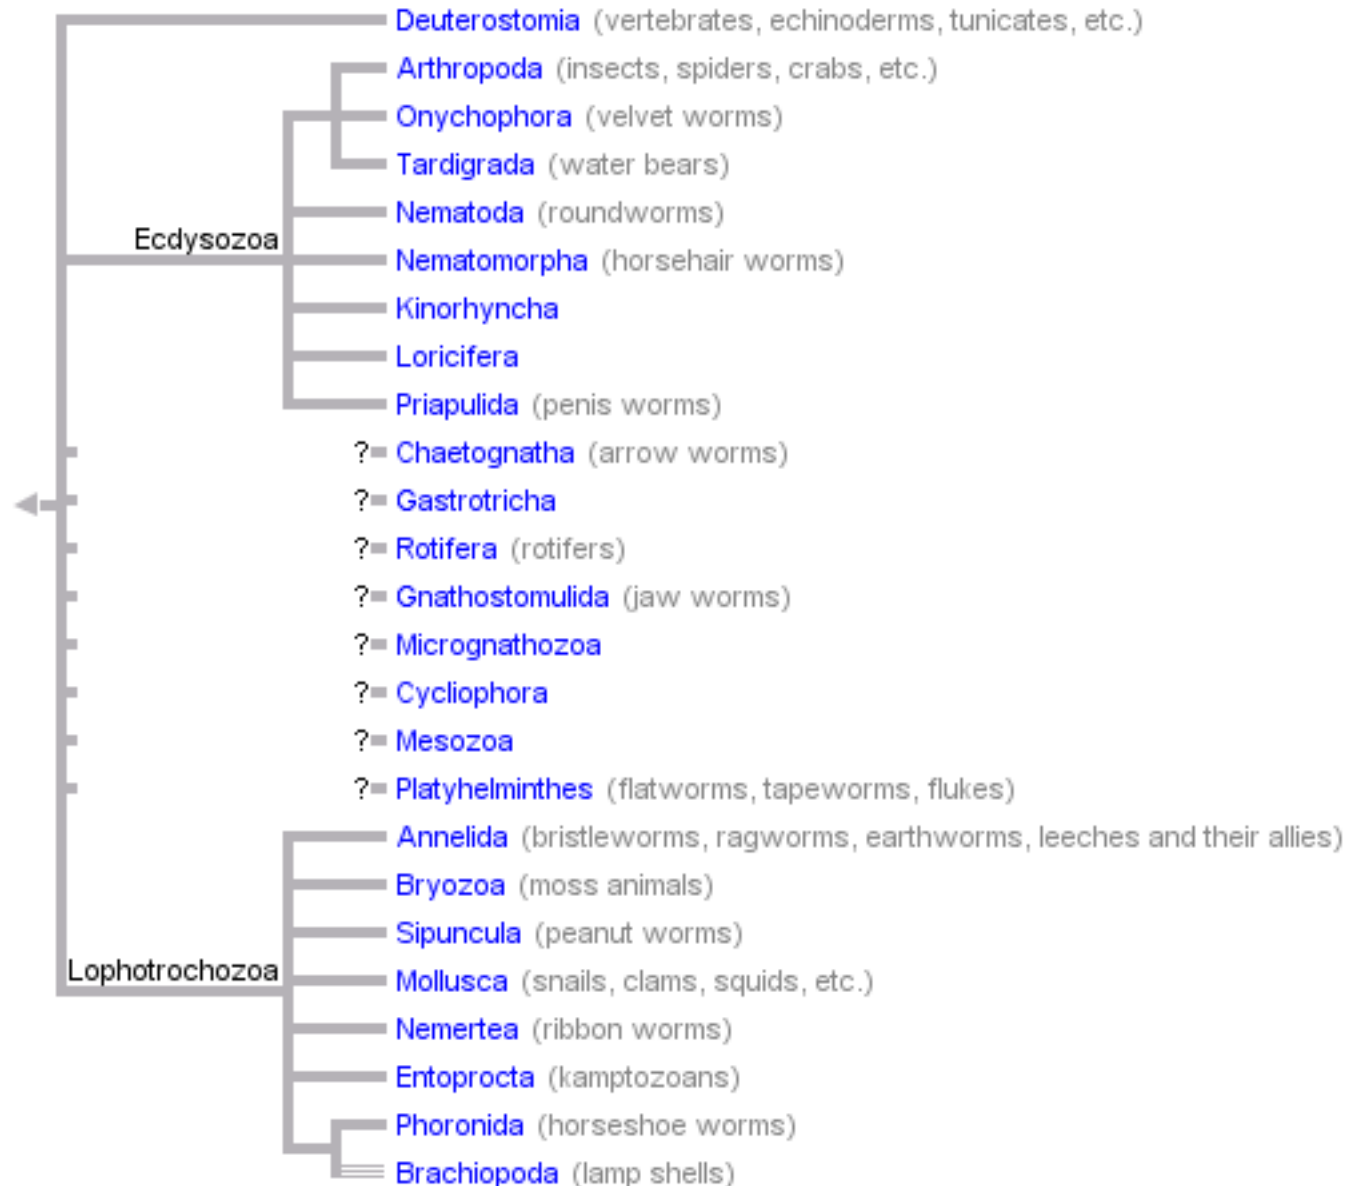 Deuterostomia (vertebrates, echinoderms, tunicates, etc.)
Arthropoda (insects, spiders, crabs, etc.)
Onychophora (velvet worms)
Tardigrada (water bears)
Nematoda (roundworms)
Ecdysozoa
Nematomorpha (horsehair worms)
Kinorhyncha
Loricifera
Priapulida (penis worms)
? Chaetognatha (arrow worms)
? Gastrotricha
? Rotifera (rotifers)
? Gnathostomulida (jaw worms)
? Micrognathozoa
? Cycliophora
? Mesozoa
? Platyhelminthes (flatworms, tapeworms, flukes)
Annelida (bristleworms, ragworms, earthworms, leeches and their allies)
Bryozoa (moss animals)
Sipuncula (peanut worms)
Lophotrochozoa
Mollusca (snails, clams, squids, etc.)
Nemertea (ribbon worms)
Entoprocta (kamptozoans)
Phoronida (horseshoe worms)
Brachiopoda (lamp shells)